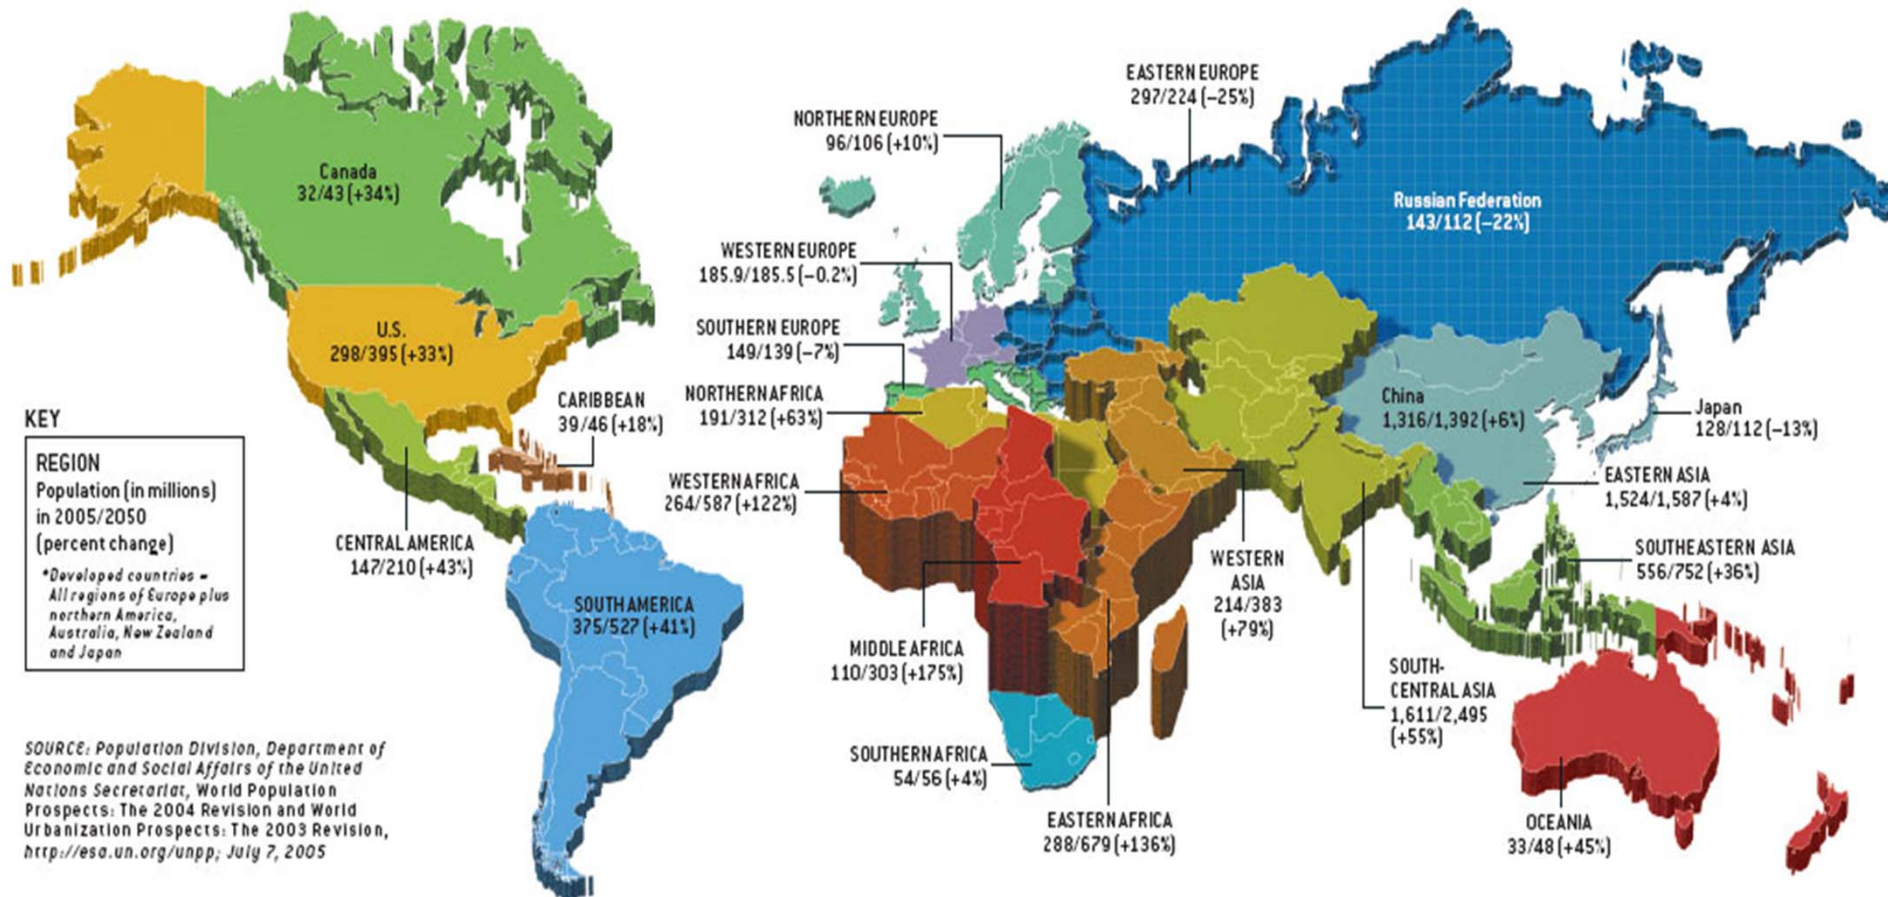 EASTERN EUROPE
297/224 (–25%)
NORTHERN EUROPE
96/106 (+10%)
Canada
32/43 (+34%)
Russian Federation
143/112 (–22%)
WESTERN EUROPE
185.9/185.5 (–0.2%)
U.S.
298/395 (+33%)
SOUTHERN EUROPE
149/139 (–7%)
NORTHERN AFRICA
191/312 (+63%)
CARIBBEAN
39/46 (+18%)
China
1,316/1,392 (+6%)
Japan
128/112 (–13%)
KEY
REGION
Population (in millions)
in 2005/2050
(percent change)
*Developed countries =
All regions of Europe plus
northern America,
Australia, New Zealand
and Japan
WESTERN AFRICA
264/587 (+122%)
EASTERN ASIA
1,524/1,587 (+4%)
CENTRAL AMERICA
147/210 (+43%)
WESTERN
ASIA
214/383
(+79%)
SOUTHEASTERN ASIA
556/752 (+36%)
SOUTH AMERICA
375/527 (+41%)
MIDDLE AFRICA
110/303 (+175%)
SOUTH-
CENTRAL ASIA
1,611/2,495
(+55%)
SOUTHERN AFRICA
54/56 (+4%)
EASTERN AFRICA
288/679 (+136%)
OCEANIA
33/48 (+45%)
SOURCE: Population Division, Department of
Economic and Social Affairs of the United
Nations Secretariat, World Population
Prospects: The 2004 Revision and World
Urbanization Prospects: The 2003 Revision,
http://esa.un.org/unpp; July 7, 2005